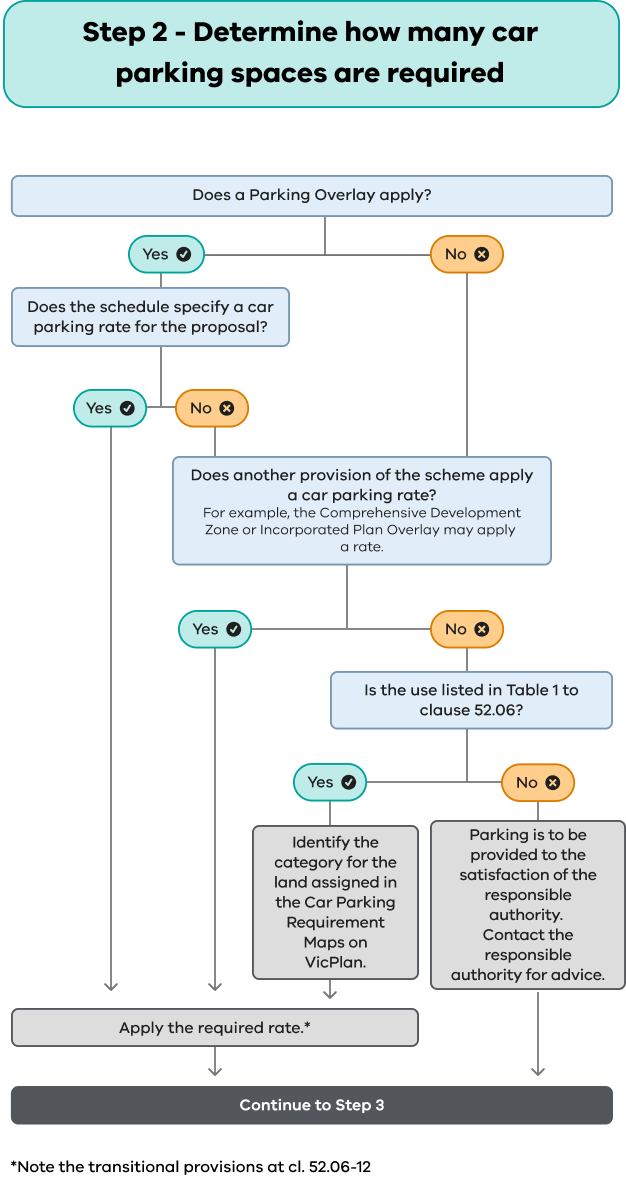 Step 2 - Determine how many car
parking spaces are required
Does a Parking Overlay apply?
Yes
No
Does the schedule specify a car
parking rate for the proposal?
Yes
No
Does another provision of the scheme apply
a car parking rate?
For example, the Comprehensive Development
Zone or Incorporated Plan Overlay may apply
a rate.
Yes
No
Is the use listed in Table 1 to
clause 52.06?
Yes
No
Identify the
category for the
land assigned in
the Car Parking
Requirement
Maps on
VicPlan.
Parking is to be
provided to the
satisfaction of the
responsible
authority.
Contact the
responsible
authority for advice.
Apply the required rate.*
Continue to Step 3
*Note the transitional provisions at cl. 52.06-12